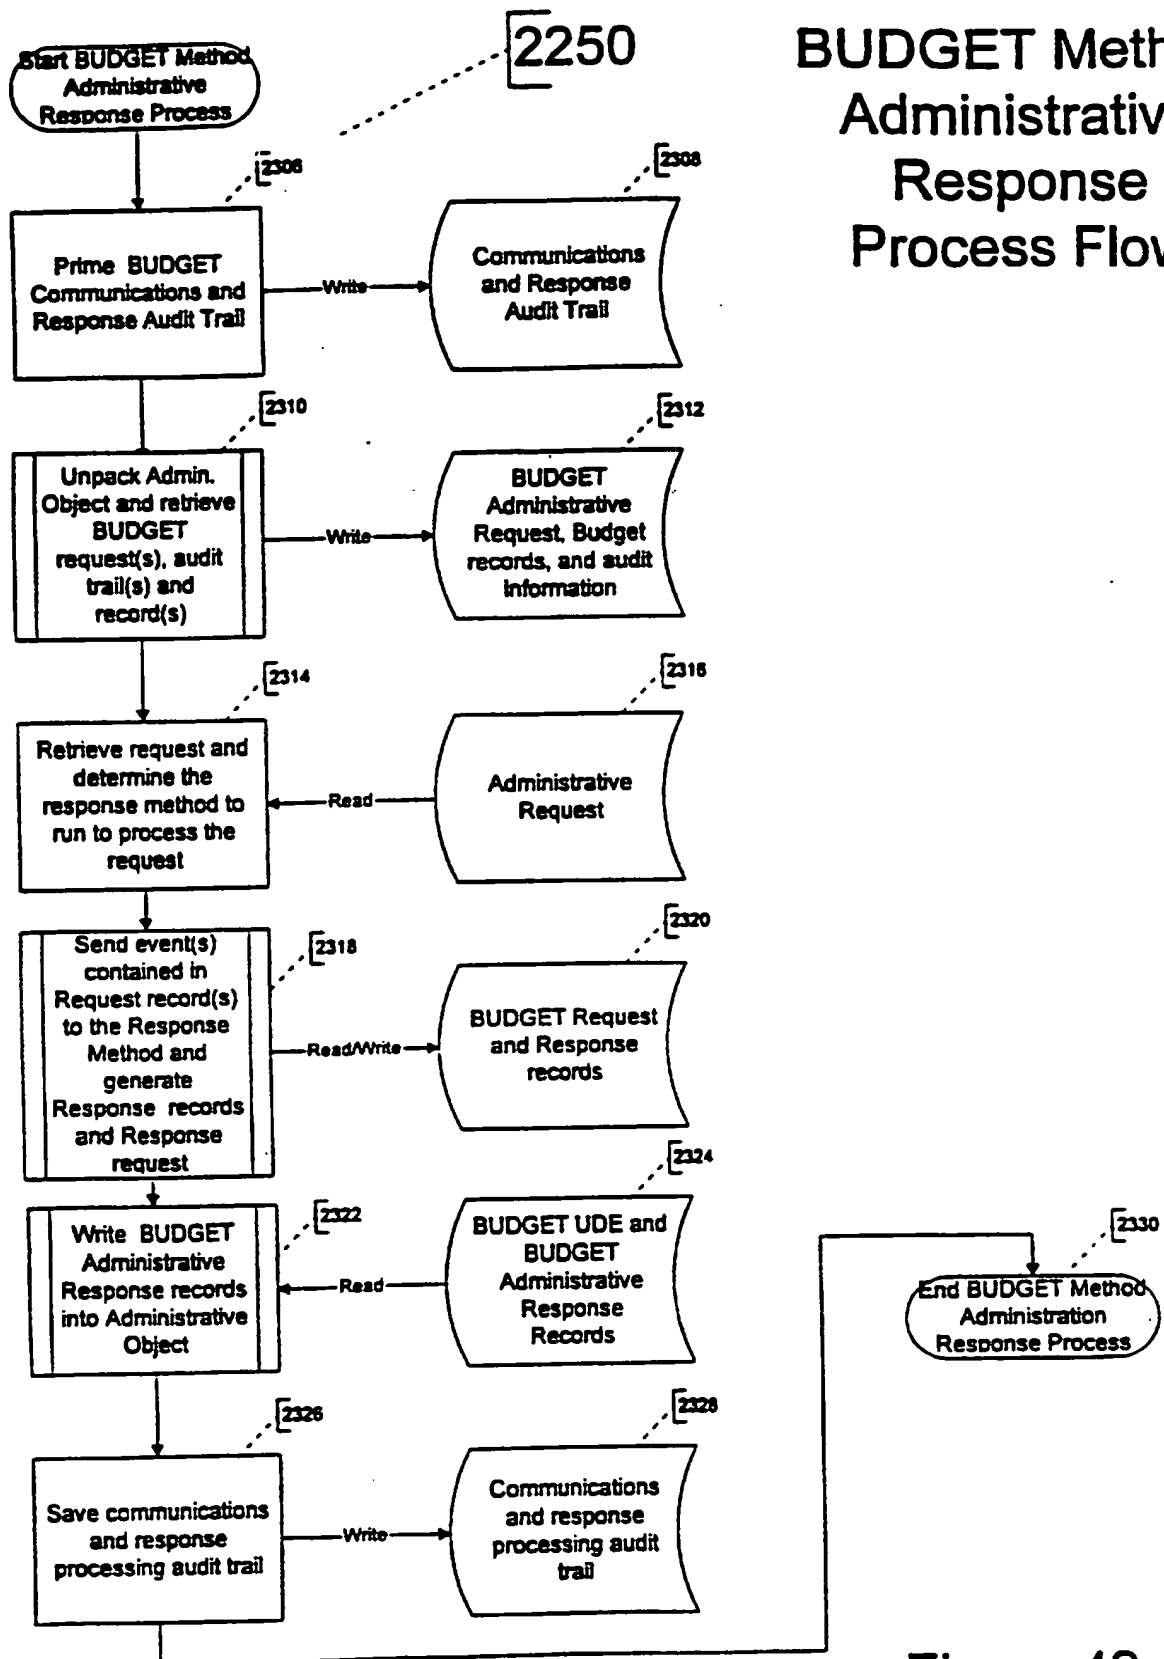 2250
BUDGET Meth
Administrativ
Response
Process Flow
Start BUDGET Method
Administrative
Response Process
2306
Prime BUDGET
Communications and
Response Audit Trail
Write
2308
Communications
and Response
Audit Trail
2310
Unpack Admin.
Object and retrieve
BUDGET
request(s), audit
trail(s) and
record(s)
Write
2312
BUDGET
Administrative
Request, Budget
records, and audit
information
2314
Retrieve request and
determine the
response method to
run to process the
request
Read
2316
Administrative
Request
2318
Send event(s)
contained in
Request record(s)
to the Response
Method and
generate
Response records
and Response
request
Read/Write
2320
BUDGET Request
and Response
records
2322
Write BUDGET
Administrative
Response records
into Administrative
Object
Read
2324
BUDGET UDE and
BUDGET
Administrative
Response
Records
2326
Save communications
and response
processing audit trail
Write
2328
Communications
and response
processing audit
trail
2330
End BUDGET Method
Administration
Response Process